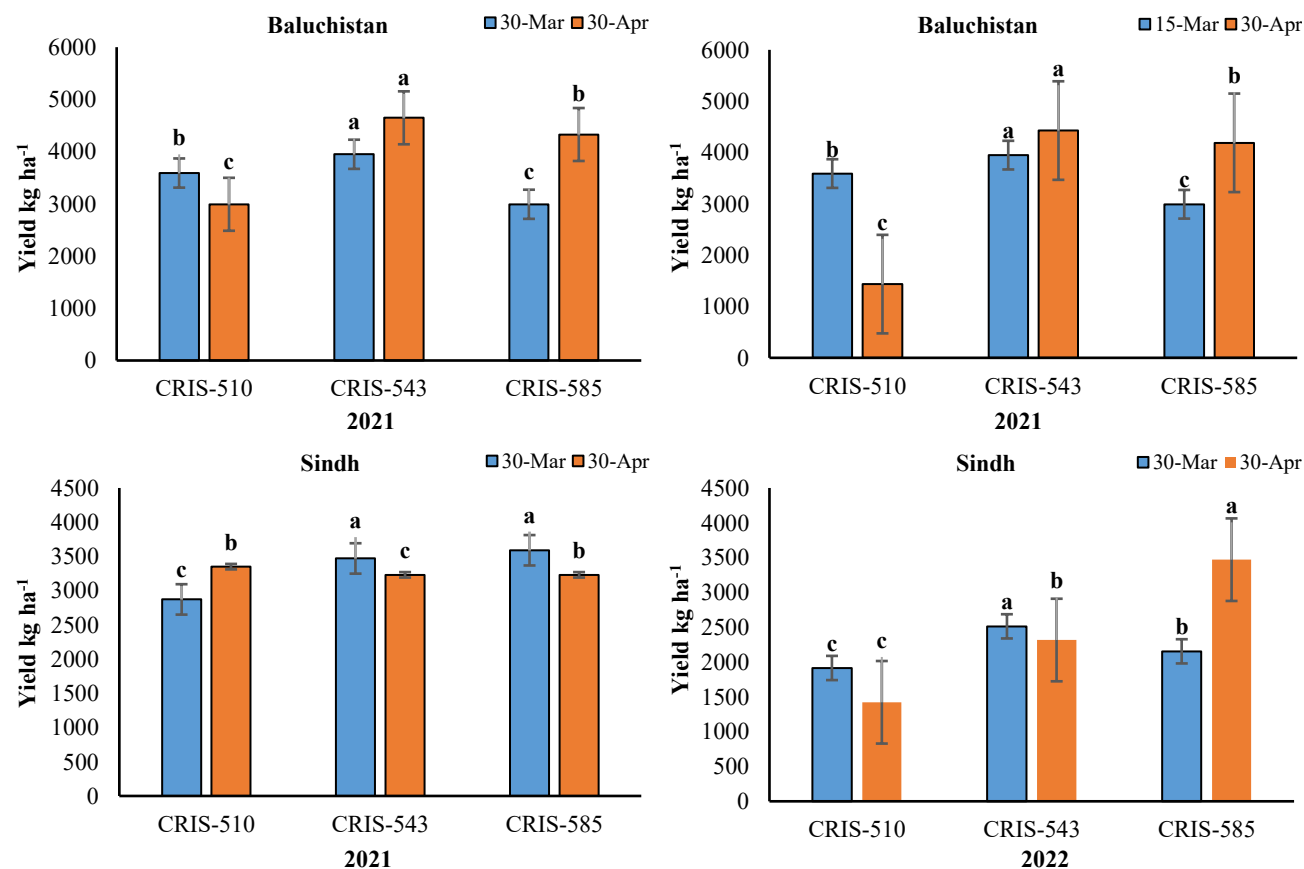 Baluchistan
30-Mar 30-Apr
Yield kg ha-1
6000
5000
4000
3000
2000
1000
0
b
c
a
a
c
b
CRIS-510 CRIS-543 CRIS-585
2021
Baluchistan
15-Mar 30-Apr
Yield kg ha-1
6000
5000
4000
3000
2000
1000
0
b
c
a
a
c
b
CRIS-510 CRIS-543 CRIS-585
2021
Sindh
30-Mar 30-Apr
Yield kg ha-1
4500
4000
3500
3000
2500
2000
1500
1000
500
0
c
b
a
c
a
b
CRIS-510 CRIS-543 CRIS-585
2021
Sindh
30-Mar 30-Apr
Yield kg ha-1
4500
4000
3500
3000
2500
2000
1500
1000
500
0
c
c
a
b
b
a
CRIS-510 CRIS-543 CRIS-585
2022